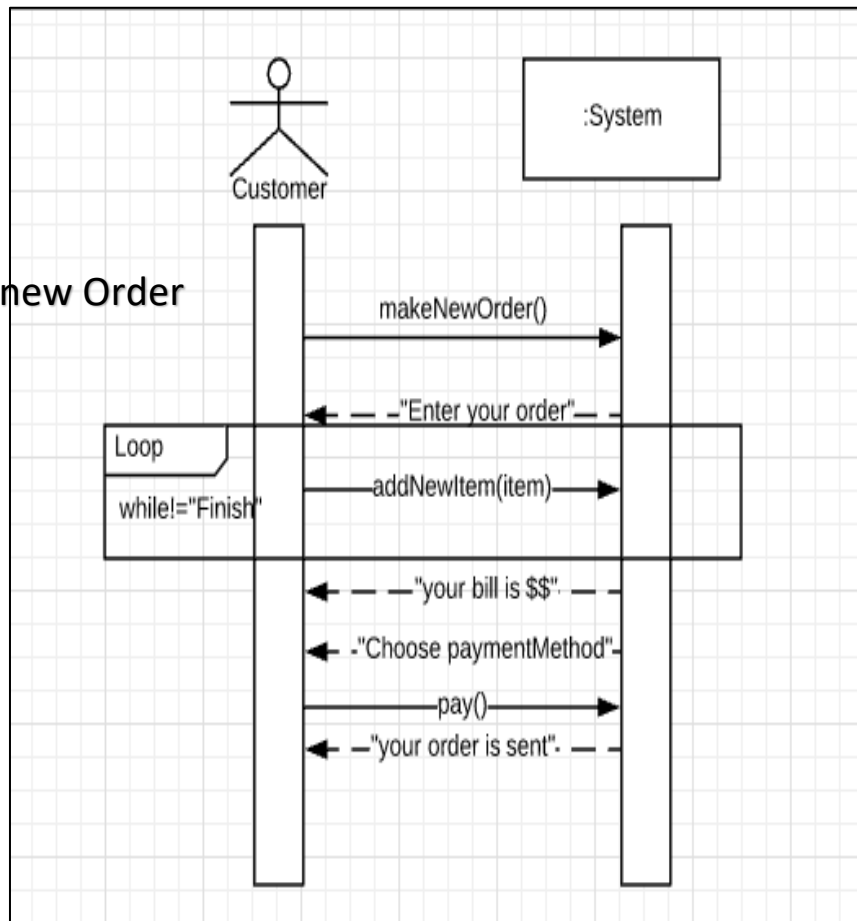 :System
Customer
new Order
makeNewOrder()
"Enter your order"
Loop
addNewItem(item)
while!="Finish"
"your bill is $$"
"Choose paymentMethod"
pay()
"your order is sent"